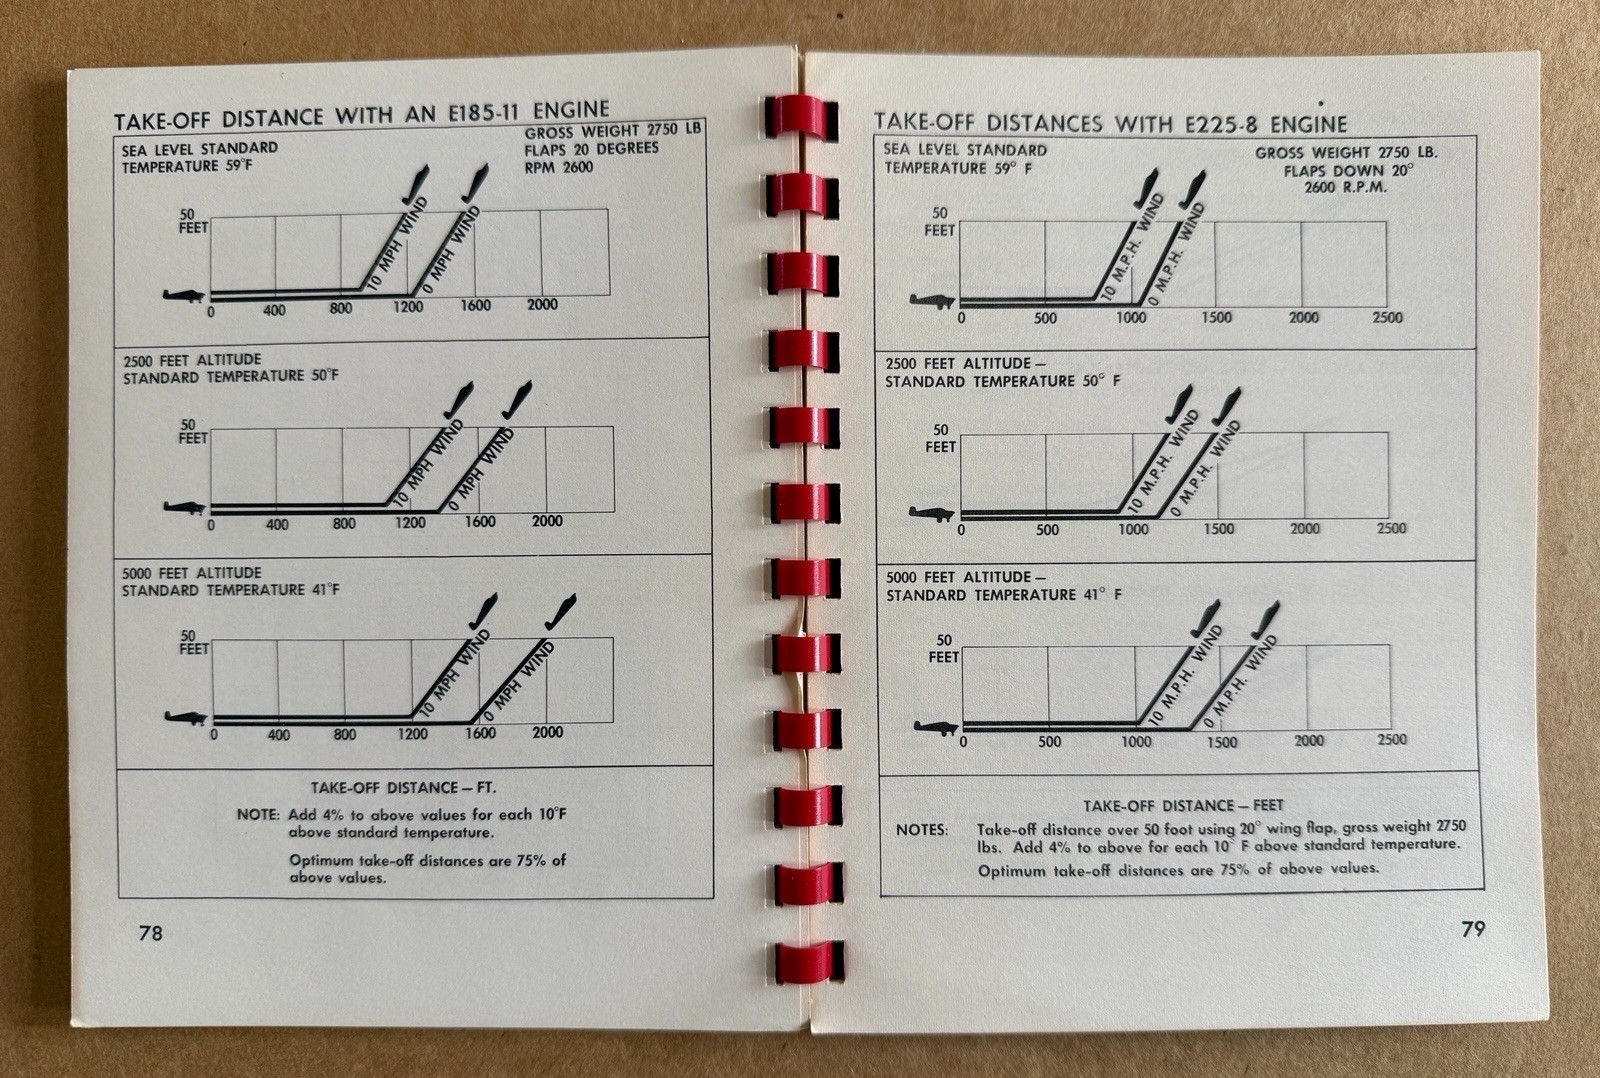 TAKE-OFF DISTANCE WITH AN E185-11 ENGINE
SEA LEVEL STANDARD
TEMPERATURE 59°F
GROSS WEIGHT 2750 LB
FLAPS 20 DEGREES
RPM 2600
50
FEET
10 MPH WIND
0 MPH WIND
0 400 800 1200 1600 2000
2500 FEET ALTITUDE
STANDARD TEMPERATURE 50°F
50
FEET
10 MPH WIND
0 MPH WIND
0 400 800 1200 1600 2000
5000 FEET ALTITUDE
STANDARD TEMPERATURE 41°F
50
FEET
10 MPH WIND
0 MPH WIND
0 400 800 1200 1600 2000
TAKE-OFF DISTANCE — FT.
NOTE: Add 4% to above values for each 10°F
above standard temperature.
Optimum take-off distances are 75% of
above values.
78
TAKE-OFF DISTANCES WITH E225-8 ENGINE
SEA LEVEL STANDARD
TEMPERATURE 59° F
GROSS WEIGHT 2750 LB.
FLAPS DOWN 20°
2600 R.P.M.
50
FEET
10 M.P.H. WIND
0 M.P.H. WIND
0 500 1000 1500 2000 2500
2500 FEET ALTITUDE —
STANDARD TEMPERATURE 50° F
50
FEET
10 M.P.H. WIND
0 M.P.H. WIND
0 500 1000 1500 2000 2500
5000 FEET ALTITUDE —
STANDARD TEMPERATURE 41° F
50
FEET
10 M.P.H. WIND
0 M.P.H. WIND
0 500 1000 1500 2000 2500
TAKE-OFF DISTANCE — FEET
NOTES: Take-off distance over 50 foot using 20° wing flap, gross weight 2750
lbs. Add 4% to above for each 10° F above standard temperature.
Optimum take-off distances are 75% of above values.
79